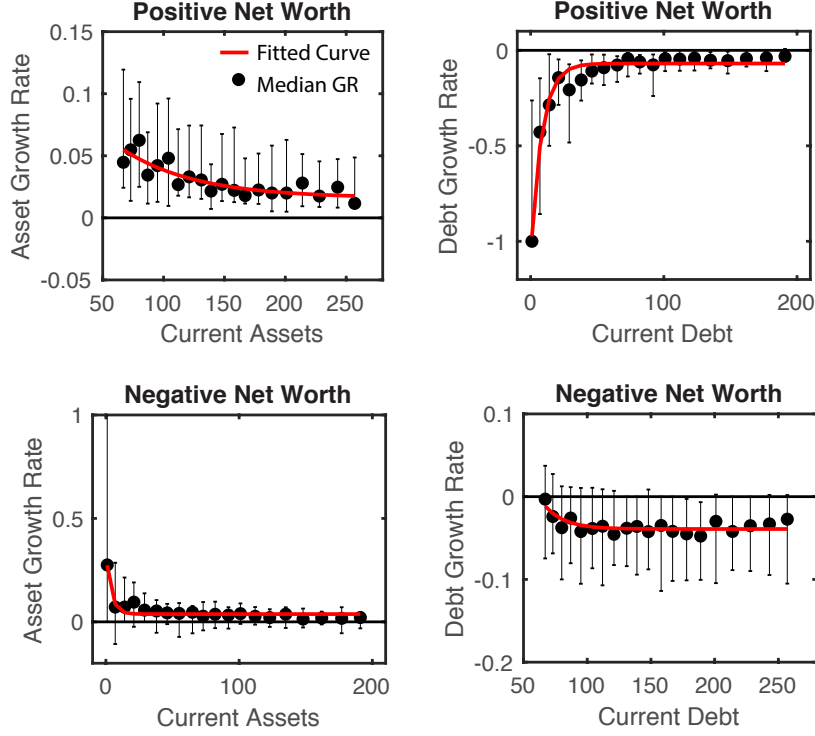 Positive Net Worth
0.15
0.1
0.05
0
-0.05
Asset Growth Rate
Fitted Curve
Median GR
50 100 150 200 250
Current Assets
Positive Net Worth
0
-0.5
-1
Debt Growth Rate
0 100 200
Current Debt
Negative Net Worth
1
0.5
0
Asset Growth Rate
0 100 200
Current Assets
Negative Net Worth
0.1
0
-0.1
-0.2
Debt Growth Rate
50 100 150 200 250
Current Debt